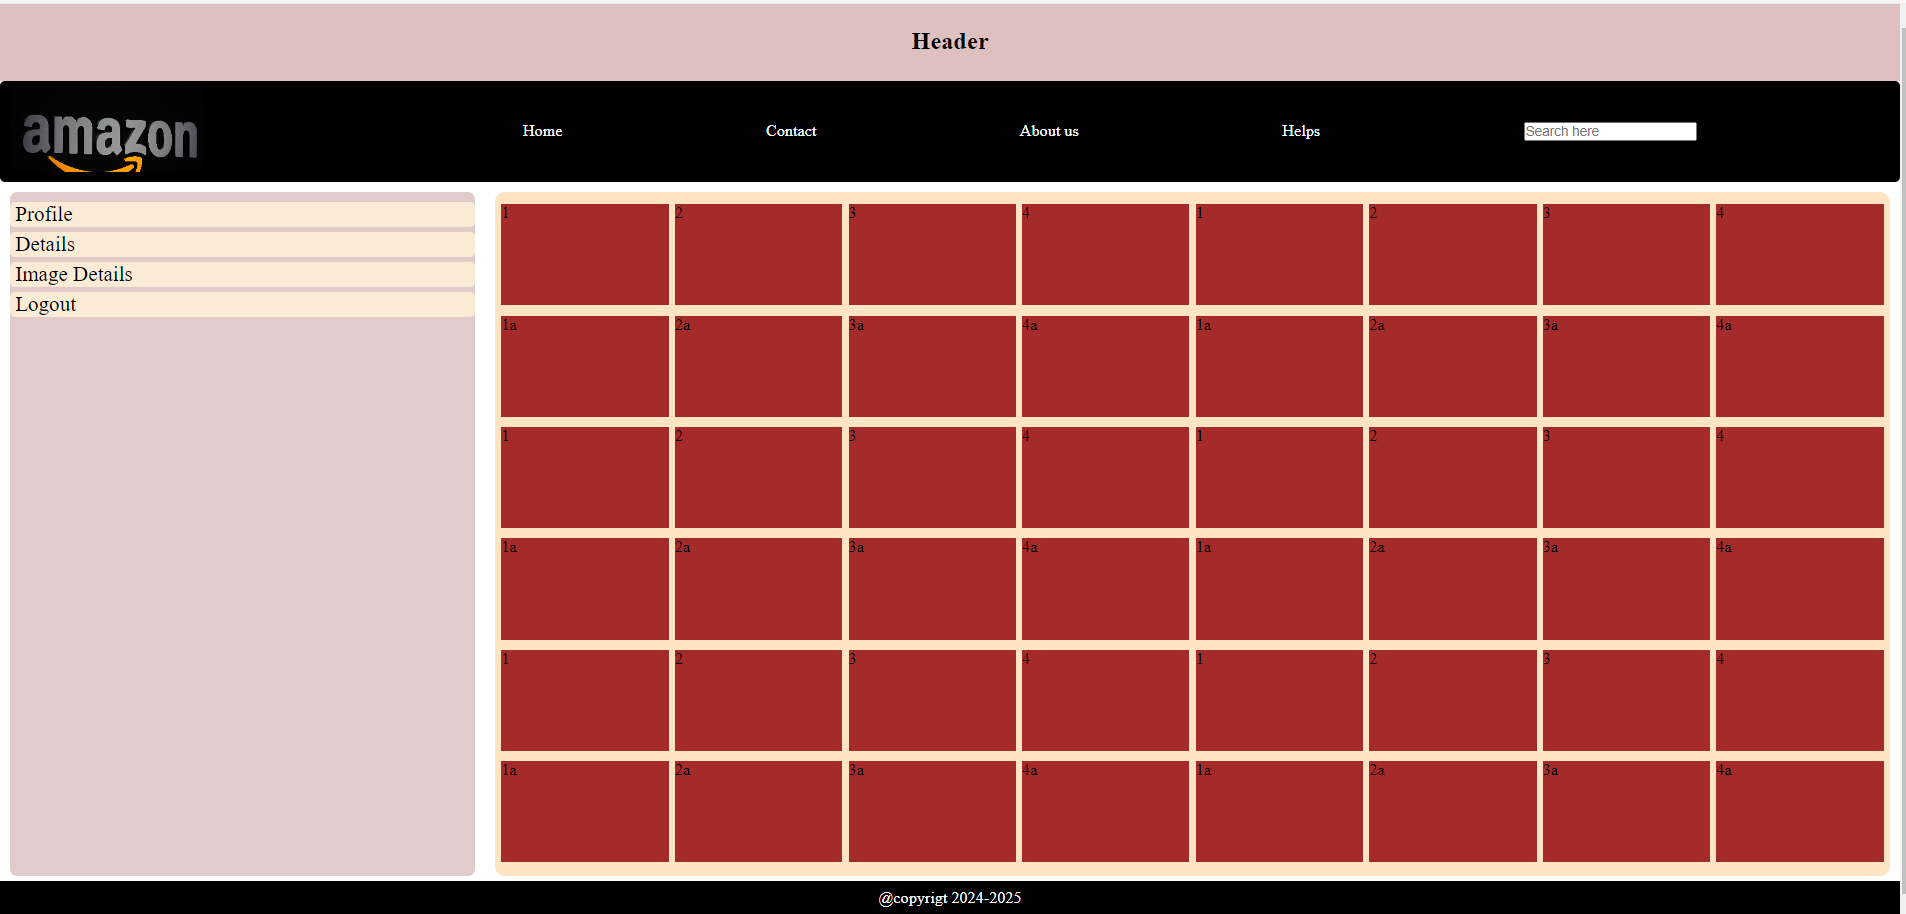 Header
amazon
Home Contact About us Helps Search here
Profile
Details
Image Details
Logout
1 2 3 4 1 2 3 4
1a 2a 3a 4a 1a 2a 3a 4a
1 2 3 4 1 2 3 4
1a 2a 3a 4a 1a 2a 3a 4a
1 2 3 4 1 2 3 4
1a 2a 3a 4a 1a 2a 3a 4a
@copyrigt 2024-2025